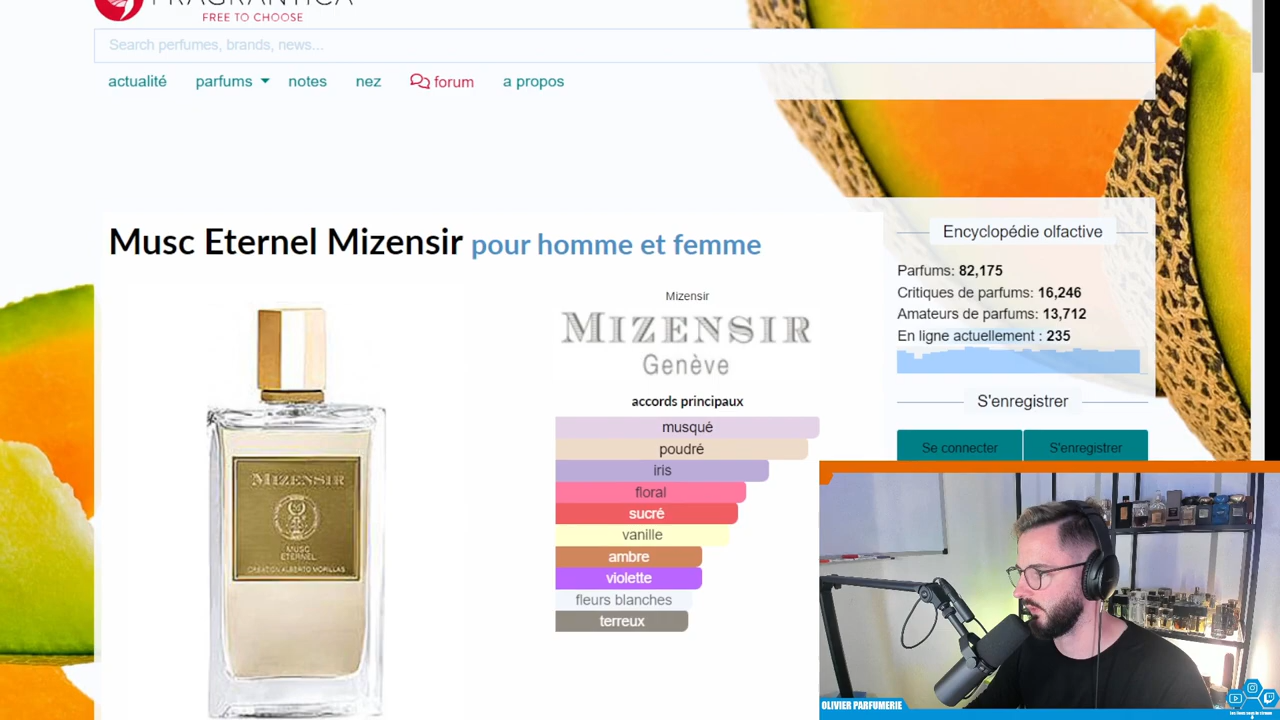 FRAGRANTICA
FREE TO CHOOSE
Search perfumes, brands, news...
actualité parfums notes nez forum a propos
Musc Eternel Mizensir pour homme et femme
Mizensir
MIZENSIR
Genève
accords principaux
musqué
poudré
iris
floral
sucré
vanille
ambre
violette
fleurs blanches
terreux
MIZENSIR
MUSC
ETERNEL
CRÉATION ALBERTO MORILLAS
Encyclopédie olfactive
Parfums: 82,175
Critiques de parfums: 16,246
Amateurs de parfums: 13,712
En ligne actuellement : 235
S'enregistrer
Se connecter S'enregistrer
OLIVIER PARFUMERIE